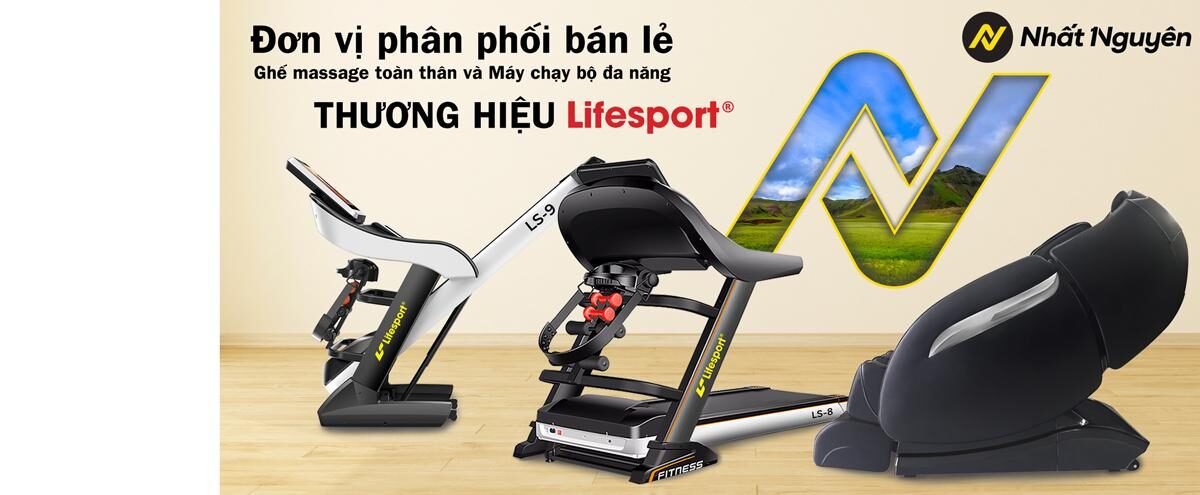 Đơn vị phân phối bán lẻ
Ghế massage toàn thân và Máy chạy bộ đa năng
THƯƠNG HIỆU Lifesport®
Nhất 1Nguyên
LS-9
Lifesport®
Lifesport®
LS-8
FITNESS